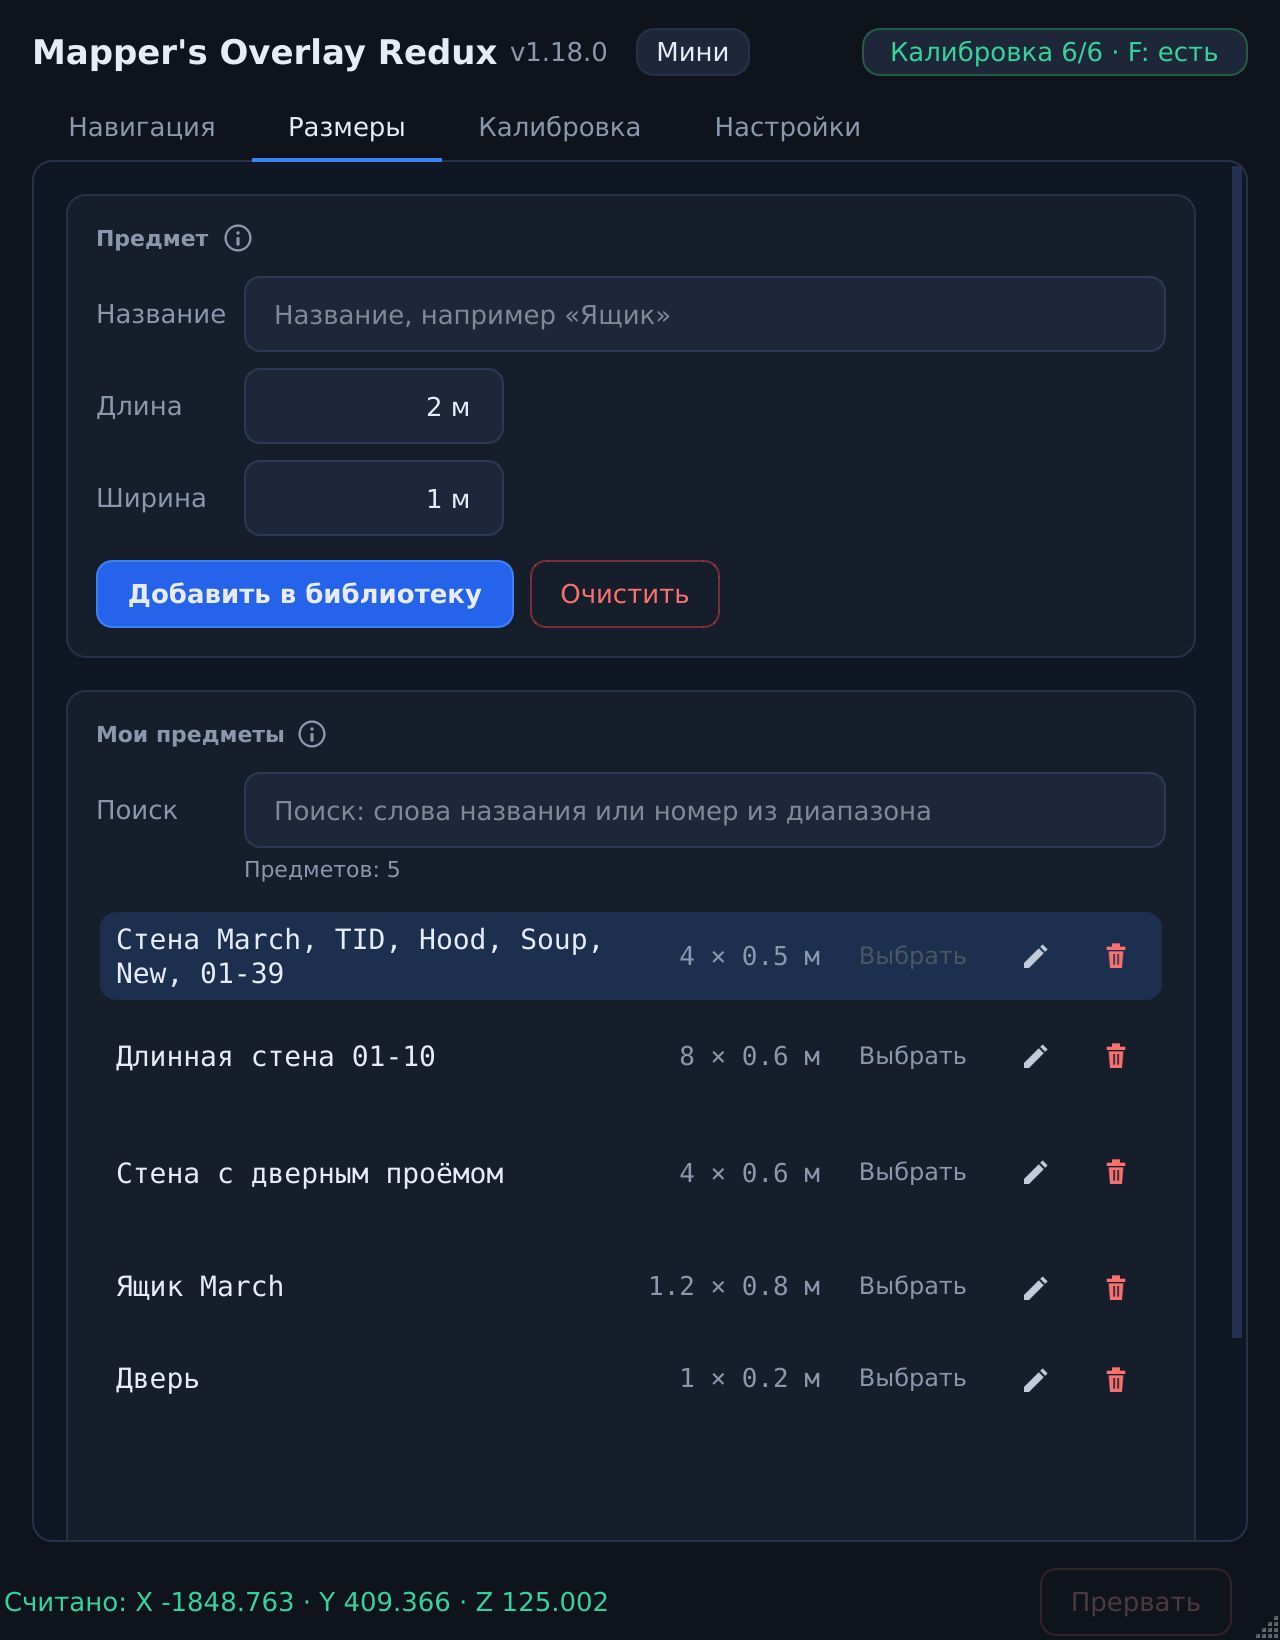 Mapper's Overlay Redux v1.18.0 Мини Калибровка 6/6 · F: есть
Навигация Размеры Калибровка Настройки
Предмет
Название Название, например «Ящик»
Длина 2 м
Ширина 1 м
Добавить в библиотеку Очистить
Мои предметы
Поиск Поиск: слова названия или номер из диапазона
Предметов: 5
Стена March, TID, Hood, Soup,
New, 01-39 4 × 0.5 м Выбрать
Длинная стена 01-10 8 × 0.6 м Выбрать
Стена с дверным проёмом 4 × 0.6 м Выбрать
Ящик March 1.2 × 0.8 м Выбрать
Дверь 1 × 0.2 м Выбрать
Считано: X -1848.763 · Y 409.366 · Z 125.002 Прервать